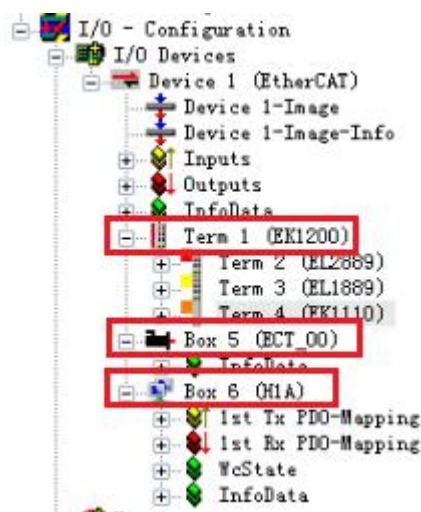 I/O - Configuration
I/O Devices
Device 1 (EtherCAT)
Device 1-Image
Device 1-Image-Info
Inputs
Outputs
InfoData
Term 1 (EK1200)
Term 2 (EL2889)
Term 3 (EL1889)
Term 4 (EK1110)
Box 5 (ECT_00)
InfoData
Box 6 (H1A)
1st Tx PDO-Mapping
1st Rx PDO-Mapping
WcState
InfoData